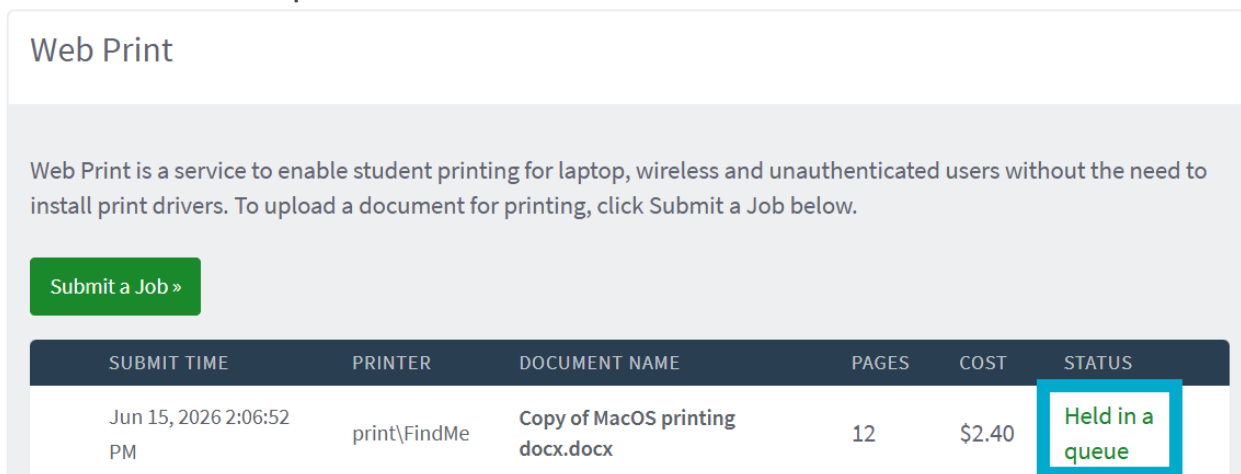 Web Print
Web Print is a service to enable student printing for laptop, wireless and unauthenticated users without the need to
install print drivers. To upload a document for printing, click Submit a Job below.
Submit a Job »
SUBMIT TIME PRINTER DOCUMENT NAME PAGES COST STATUS
Jun 15, 2026 2:06:52
PM
print\FindMe
Copy of MacOS printing
docx.docx
12
$2.40
Held in a
queue